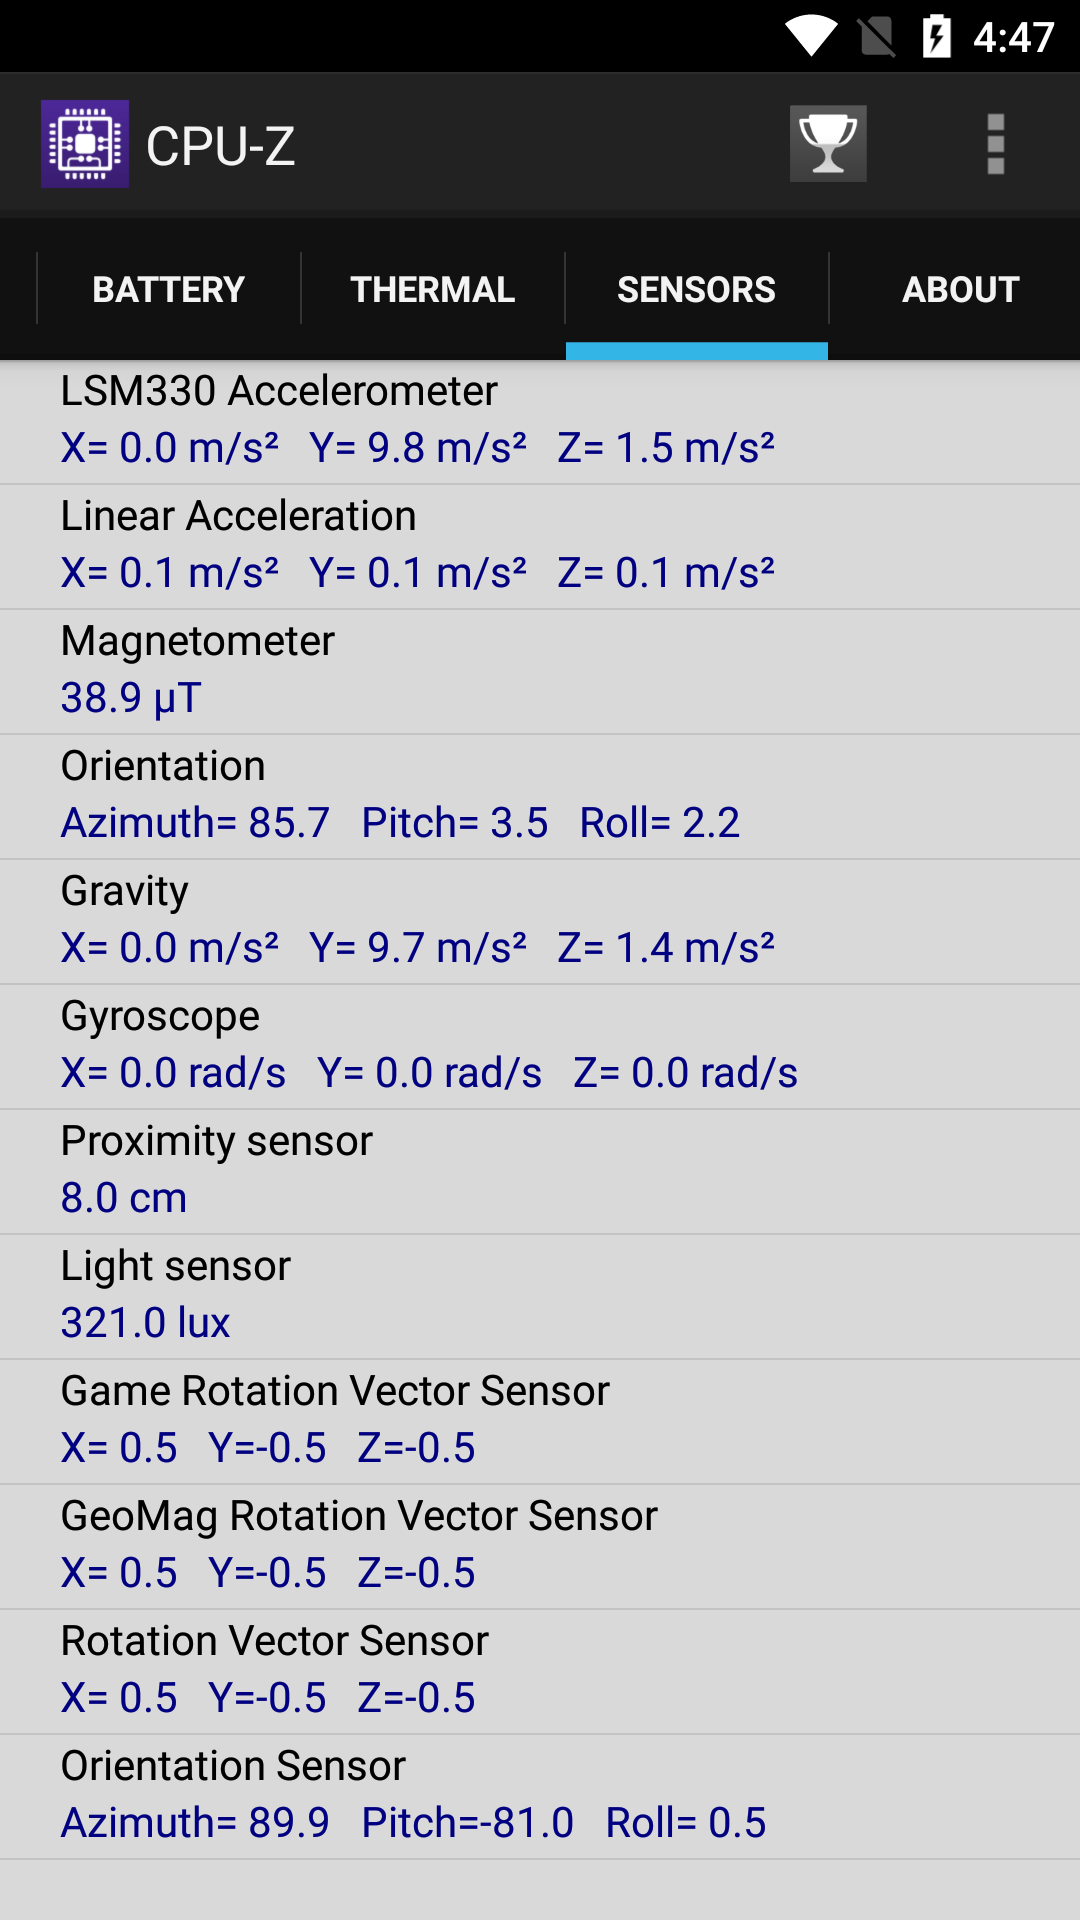 4:47
CPU-Z
BATTERY THERMAL SENSORS ABOUT
LSM330 Accelerometer
X= 0.0 m/s² Y= 9.8 m/s² Z= 1.5 m/s²
Linear Acceleration
X= 0.1 m/s² Y= 0.1 m/s² Z= 0.1 m/s²
Magnetometer
38.9 µT
Orientation
Azimuth= 85.7 Pitch= 3.5 Roll= 2.2
Gravity
X= 0.0 m/s² Y= 9.7 m/s² Z= 1.4 m/s²
Gyroscope
X= 0.0 rad/s Y= 0.0 rad/s Z= 0.0 rad/s
Proximity sensor
8.0 cm
Light sensor
321.0 lux
Game Rotation Vector Sensor
X= 0.5 Y=-0.5 Z=-0.5
GeoMag Rotation Vector Sensor
X= 0.5 Y=-0.5 Z=-0.5
Rotation Vector Sensor
X= 0.5 Y=-0.5 Z=-0.5
Orientation Sensor
Azimuth= 89.9 Pitch=-81.0 Roll= 0.5